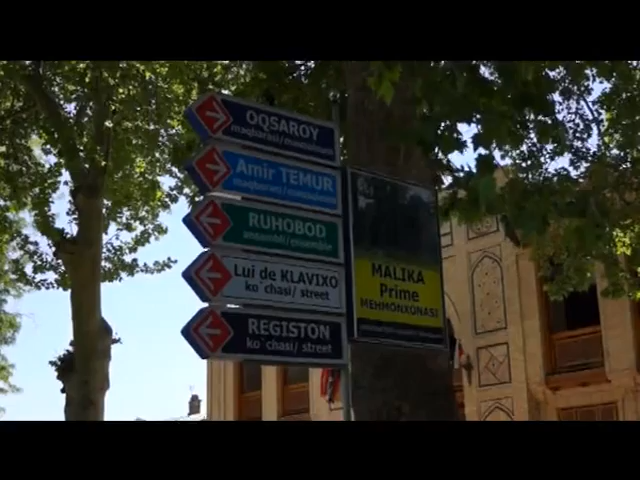 OQSAROY
maqbarasi/mausoleum
Amir TEMUR
maqbarasi/mausoleum
RUHOBOD
ansambli/ensemble
Lui de KLAVIXO
ko`chasi/ street
REGISTON
ko`chasi/ street
MALIKA
Prime
MEHMONXONASI